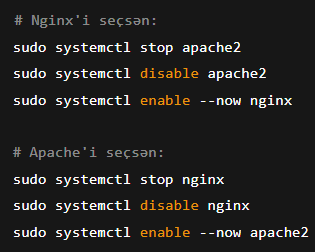 # Nginx'i seçsən:
sudo systemctl stop apache2
sudo systemctl disable apache2
sudo systemctl enable --now nginx

# Apache'i seçsən:
sudo systemctl stop nginx
sudo systemctl disable nginx
sudo systemctl enable --now apache2